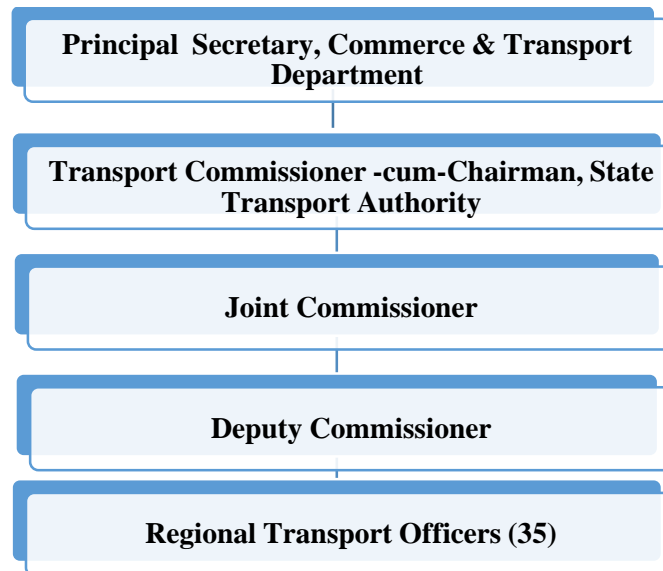 Principal Secretary, Commerce & Transport
Department
Transport Commissioner -cum-Chairman, State
Transport Authority
Joint Commissioner
Deputy Commissioner
Regional Transport Officers (35)